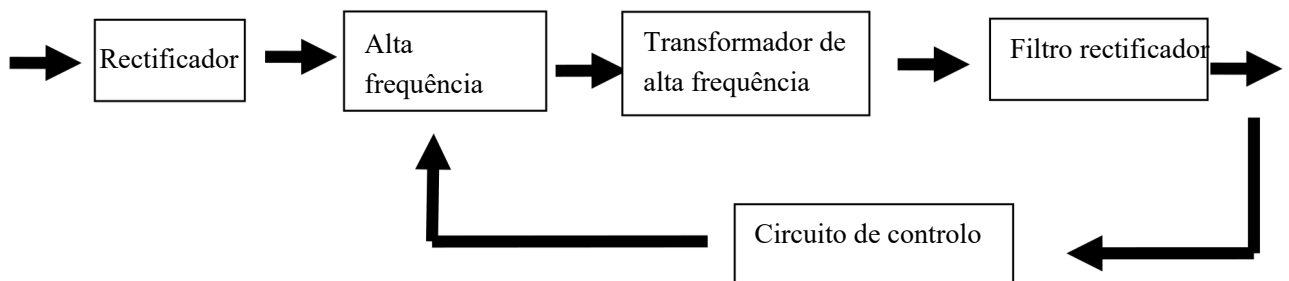 Rectificador
Alta
frequência
Transformador de
alta frequência
Filtro rectificador
Circuito de controlo